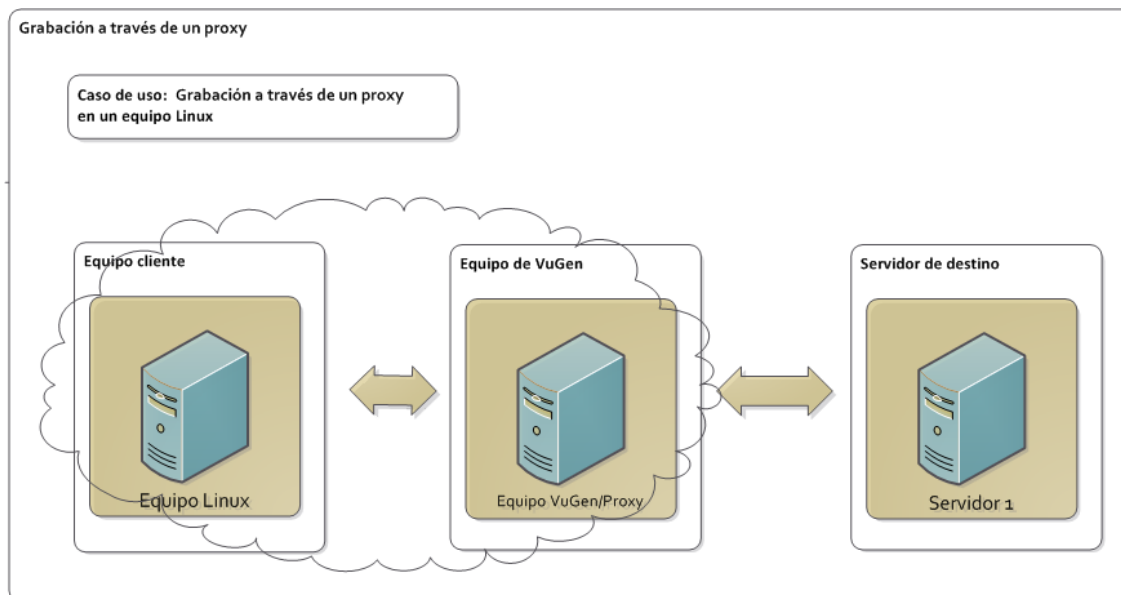 Grabación a través de un proxy
Caso de uso: Grabación a través de un proxy
en un equipo Linux
Equipo cliente
Equipo de VuGen
Servidor de destino
Equipo Linux
Equipo VuGen/Proxy
Servidor 1